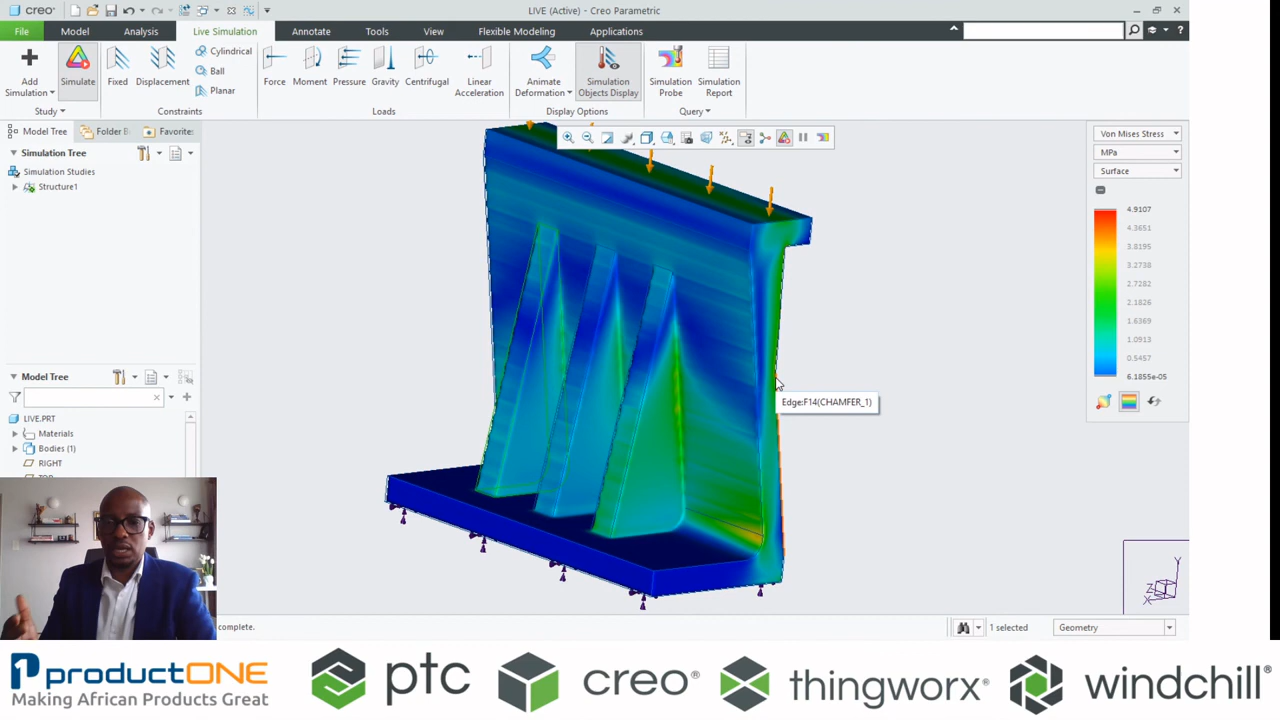 creo
LIVE (Active) - Creo Parametric
File
Model
Analysis
Live Simulation
Annotate
Tools
View
Flexible Modeling
Applications
Add
Simulation
Simulate
Fixed
Displacement
Cylindrical
Ball
Planar
Force
Moment
Pressure
Gravity
Centrifugal
Linear
Acceleration
Animate
Deformation
Simulation
Objects Display
Simulation
Probe
Simulation
Report
Study
Constraints
Loads
Display Options
Query
Model Tree
Folder B
Favorite:
Simulation Tree
Simulation Studies
Structure1
Von Mises Stress
MPa
Surface
4.9107
4.3651
3.8195
3.2738
2.7282
2.1826
1.6369
1.0913
0.5457
6.1855e-05
Edge:F14(CHAMFER_1)
Model Tree
LIVE.PRT
Materials
Bodies (1)
RIGHT
Y
Z
X
complete.
1 selected
Geometry
productONE
Making African Products Great
ptc
creo®
thingworx®
windchill®